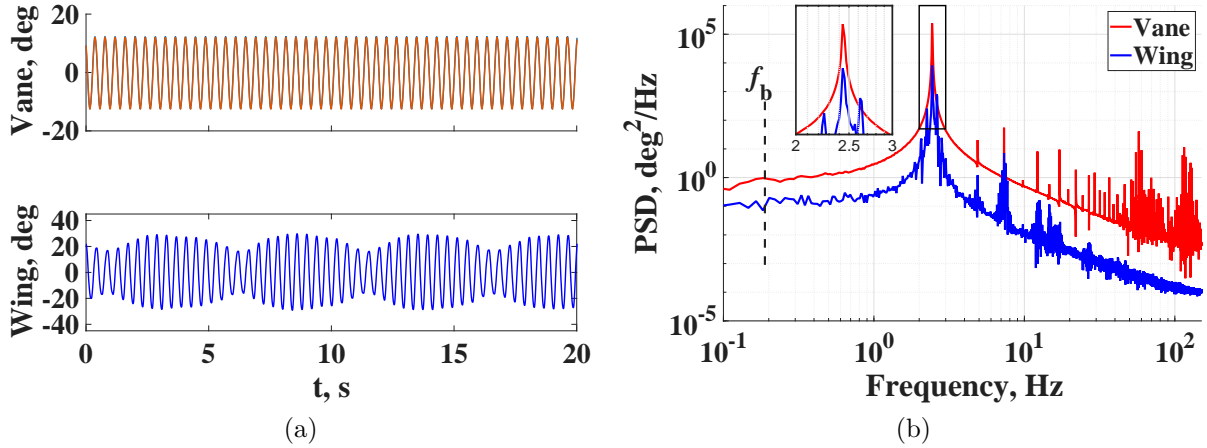 20
0
-20
Vane, deg
40
20
0
-20
-40
Wing, deg
0
5
10
15
20
t, s
(a)
10^5
10^0
10^-5
PSD, deg^2/Hz
f_b
2
2.5
3
Vane
Wing
10^-1
10^0
10^1
10^2
Frequency, Hz
(b)